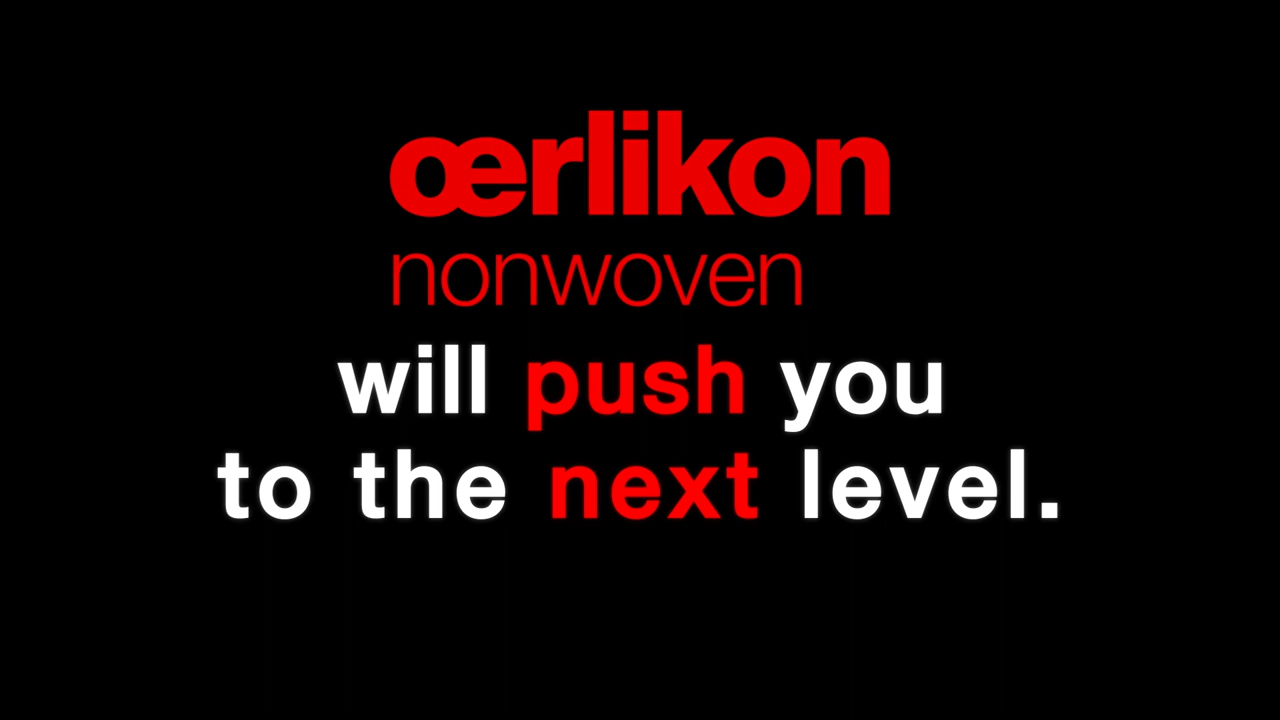 œrlikon
nonwoven
will push you
to the next level.